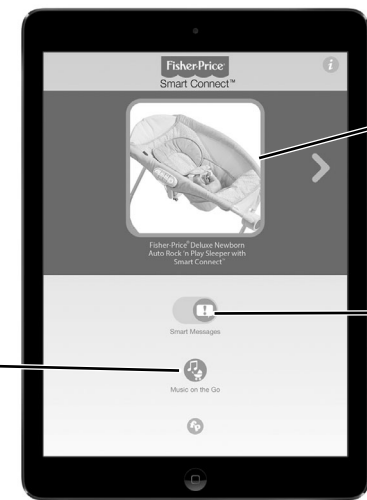 Fisher-Price
Smart Connect™
i
Fisher-Price® Deluxe Newborn
Auto Rock 'n Play Sleeper with
Smart Connect™
Smart Messages
Music on the Go